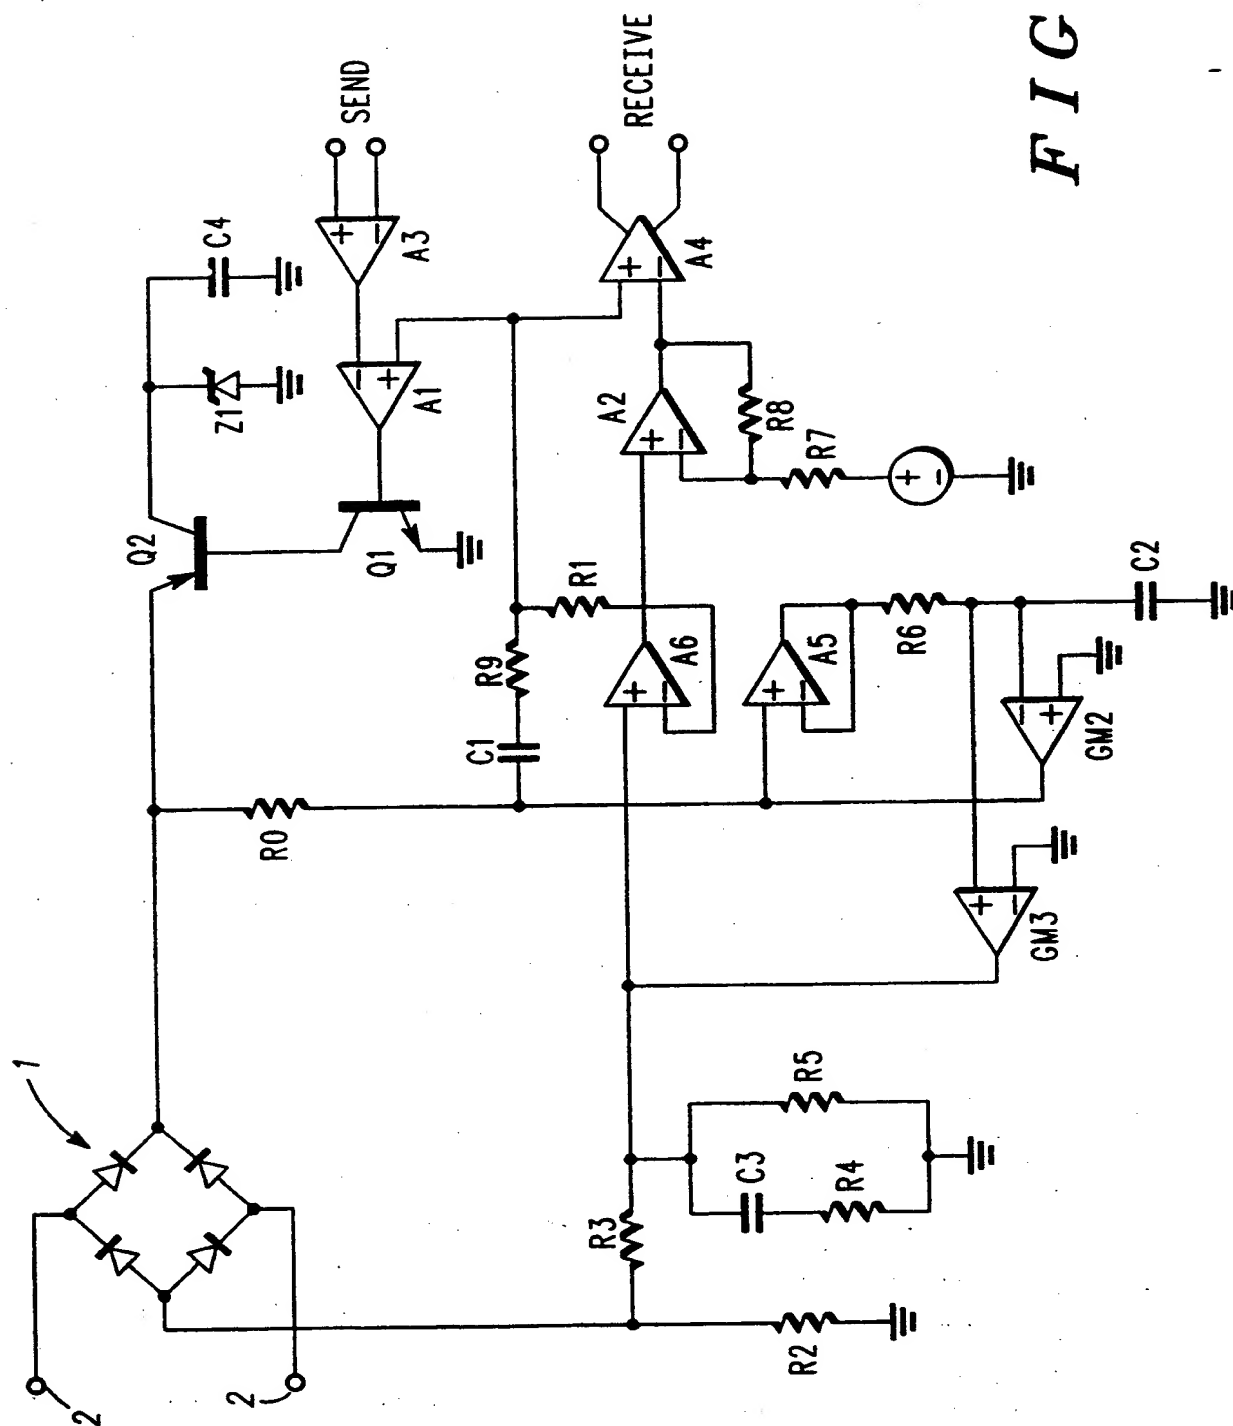 1
2
2
Q2
Z1
C4
SEND
+
−
A3
−
+
A1
Q1
R0
C1
R9
R1
+
−
A6
+
−
A2
R8
R7
+
−
+
−
A4
RECEIVE
+
−
A5
R6
C2
−
+
GM2
+
−
GM3
R3
C3
R4
R5
R2
FIG